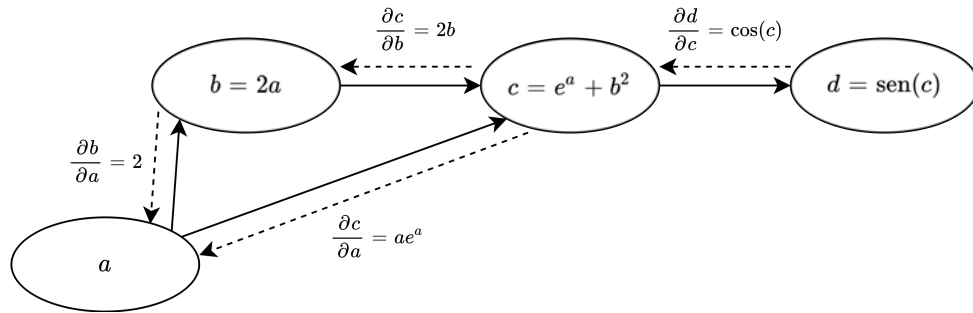 ∂c/∂b = 2b
∂d/∂c = cos(c)
b = 2a
c = e^a + b^2
d = sen(c)
∂b/∂a = 2
∂c/∂a = ae^a
a